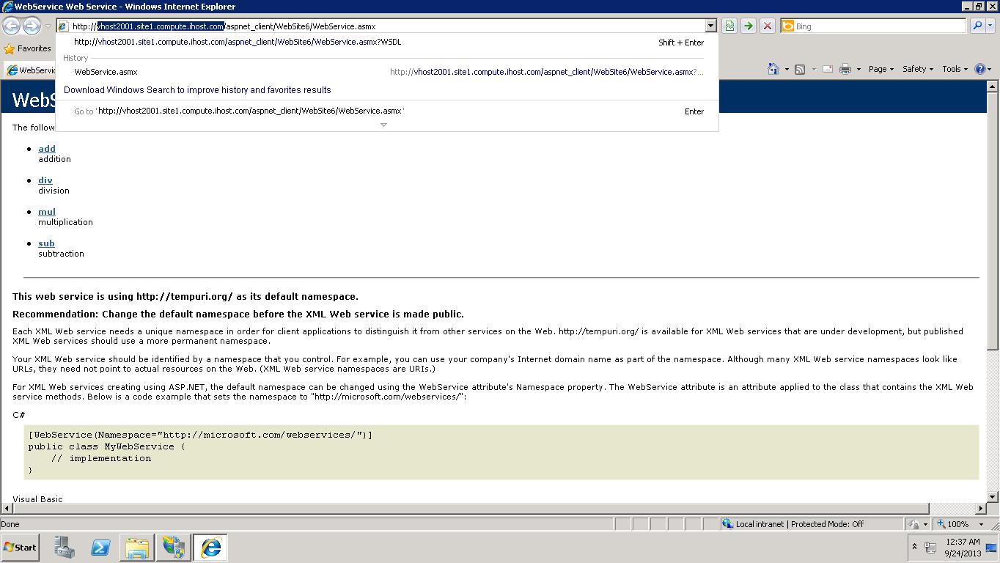 WebService Web Service - Windows Internet Explorer
http://vhost2001.site1.compute.ihost.com/aspnet_client/WebSite6/WebService.asmx
Bing
http://vhost2001.site1.compute.ihost.com/aspnet_client/WebSite6/WebService.asmx?WSDL Shift + Enter
Favorites
History
WebServic
WebService.asmx http://vhost2001.site1.compute.ihost.com/aspnet_client/WebSite6/WebService.asmx?...
Page Safety Tools
Download Windows Search to improve history and favorites results
WebS
Go to 'http://vhost2001.site1.compute.ihost.com/aspnet_client/WebSite6/WebService.asmx' Enter
The follow
add
addition
div
division
mul
multiplication
sub
subtraction
This web service is using http://tempuri.org/ as its default namespace.
Recommendation: Change the default namespace before the XML Web service is made public.
Each XML Web service needs a unique namespace in order for client applications to distinguish it from other services on the Web. http://tempuri.org/ is available for XML Web services that are under development, but published
XML Web services should use a more permanent namespace.
Your XML Web service should be identified by a namespace that you control. For example, you can use your company's Internet domain name as part of the namespace. Although many XML Web service namespaces look like
URLs, they need not point to actual resources on the Web. (XML Web service namespaces are URIs.)
For XML Web services creating using ASP.NET, the default namespace can be changed using the WebService attribute's Namespace property. The WebService attribute is an attribute applied to the class that contains the XML Web
service methods. Below is a code example that sets the namespace to "http://microsoft.com/webservices/":
C#
[WebService(Namespace="http://microsoft.com/webservices/")]
public class MyWebService {
// implementation
}
Visual Basic
Done Local intranet | Protected Mode: Off 100%
Start
12:37 AM
9/24/2013